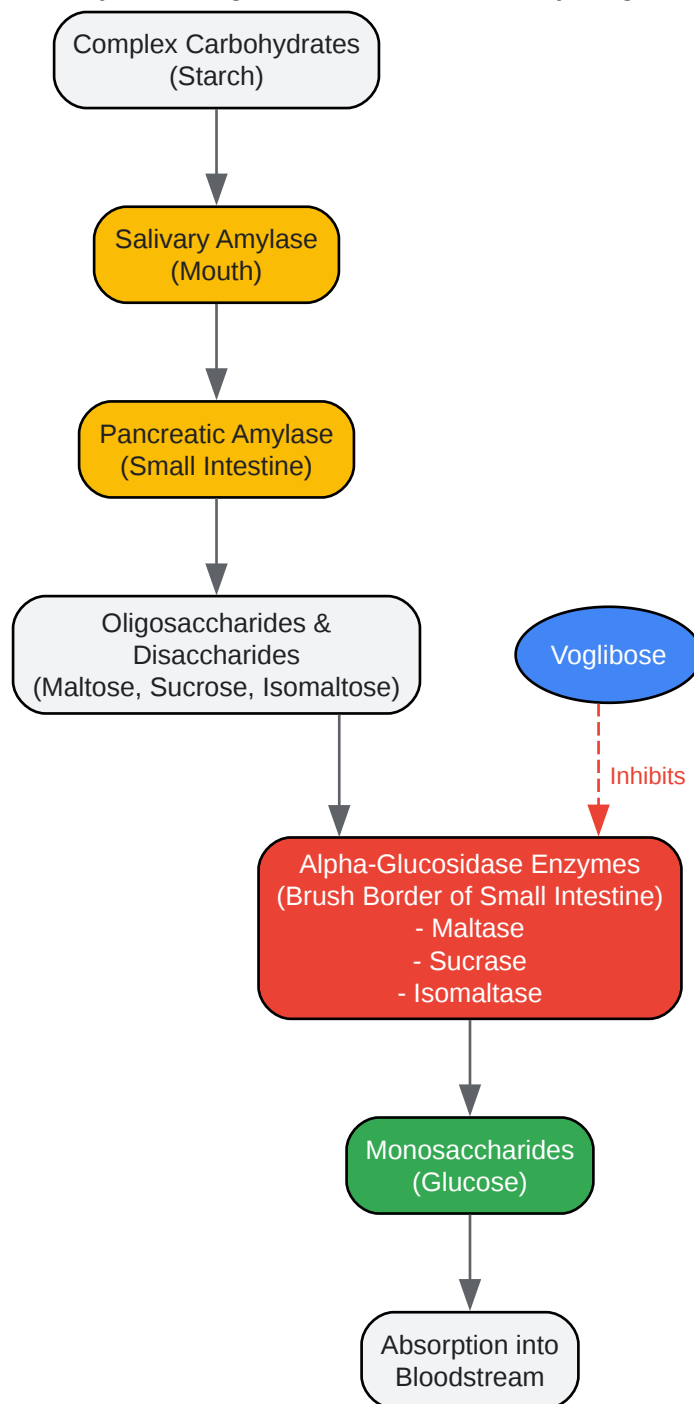 Complex Carbohydrates
(Starch)
Salivary Amylase
(Mouth)
Pancreatic Amylase
(Small Intestine)
Oligosaccharides &
Disaccharides
(Maltose, Sucrose, Isomaltose)
Voglibose
Inhibits
Alpha-Glucosidase Enzymes
(Brush Border of Small Intestine)
- Maltase
- Sucrase
- Isomaltase
Monosaccharides
(Glucose)
Absorption into
Bloodstream